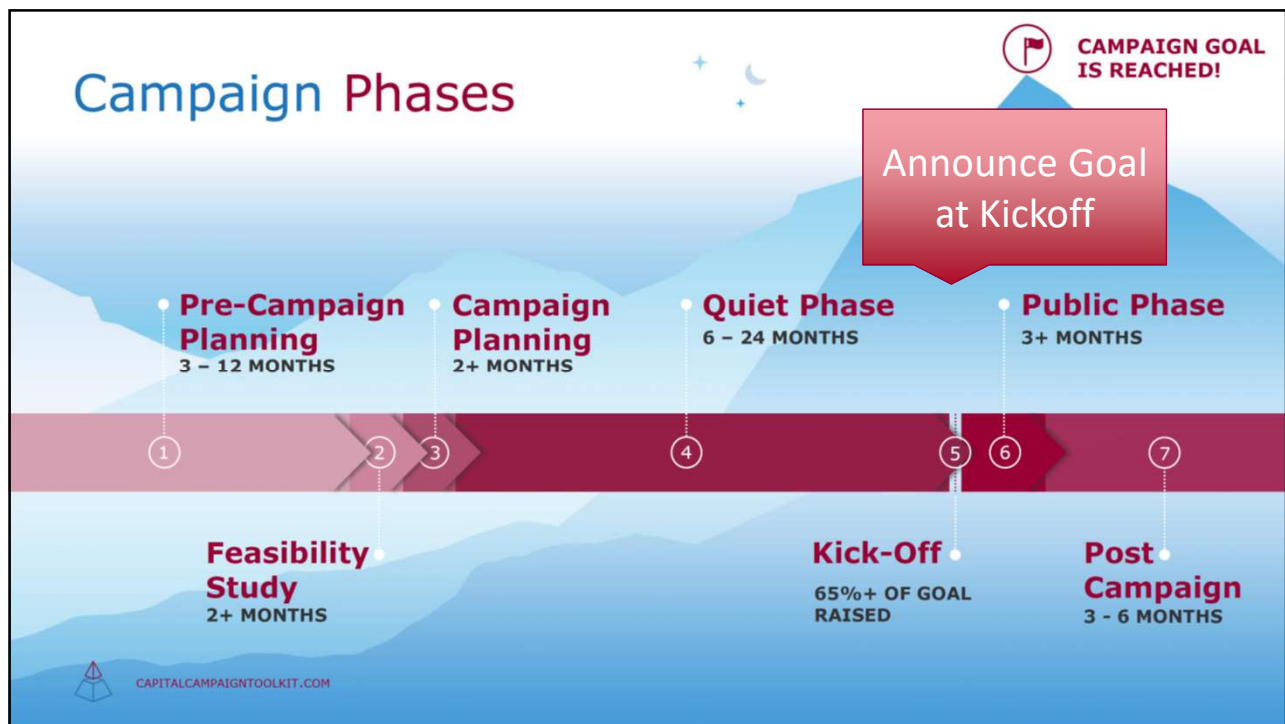 Campaign Phases
CAMPAIGN GOAL
IS REACHED!
Announce Goal
at Kickoff
Pre-Campaign
Planning
3 – 12 MONTHS
Campaign
Planning
2+ MONTHS
Quiet Phase
6 – 24 MONTHS
Public Phase
3+ MONTHS
1
2
3
4
5
6
7
Feasibility
Study
2+ MONTHS
Kick-Off
65%+ OF GOAL
RAISED
Post
Campaign
3 - 6 MONTHS
CAPITALCAMPAIGNTOOLKIT.COM